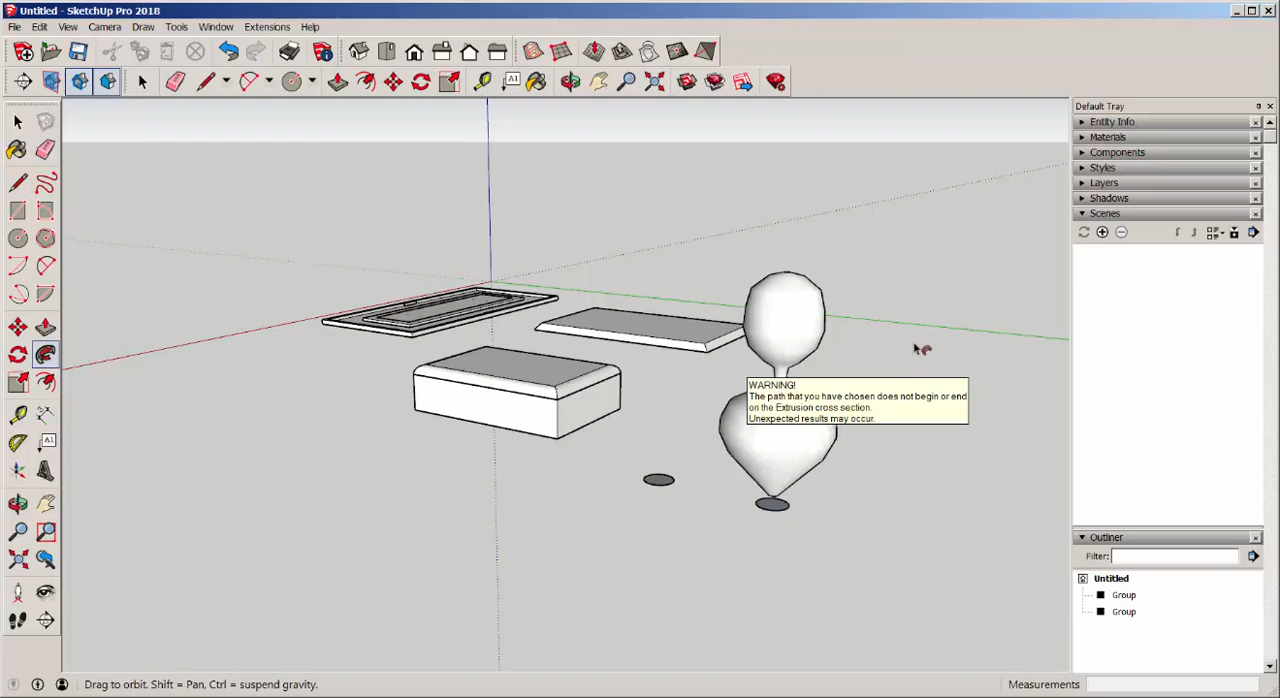 Untitled - SketchUp Pro 2018
File Edit View Camera Draw Tools Window Extensions Help
A1
Default Tray
Entity Info
Materials
Components
Styles
Layers
Shadows
Scenes
WARNING!
The path that you have chosen does not begin or end
on the Extrusion cross section.
Unexpected results may occur.
A1
Outliner
Filter:
Untitled
Group
Group
Drag to orbit. Shift = Pan, Ctrl = suspend gravity.
Measurements